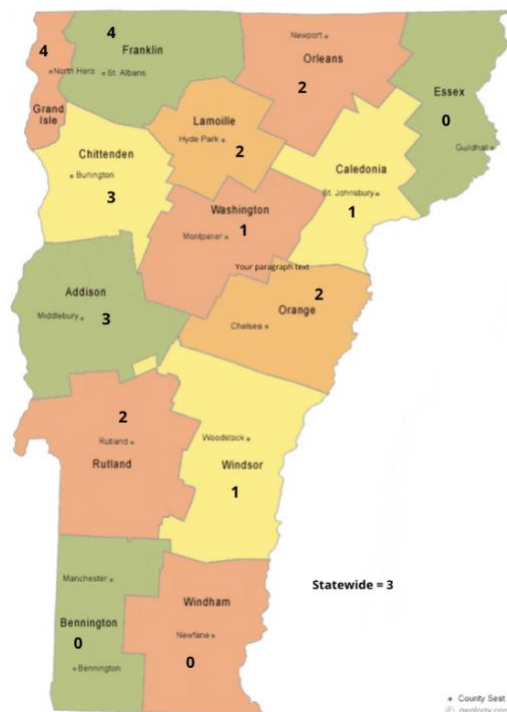 4
Franklin
4
North Hero
St. Albans
Grand
Isle
Newport
Orleans
2
Essex
0
Guildhall
Lamoille
Hyde Park
2
Chittenden
Burlington
3
Caledonia
St. Johnsbury
1
Washington
1
Montpelier
Your paragraph text
Addison
Middlebury
3
2
Orange
Chelsea
2
Rutland
Rutland
Woodstock
Windsor
1
Statewide = 3
Manchester
Bennington
0
Bennington
Windham
Newfane
0
County Seat